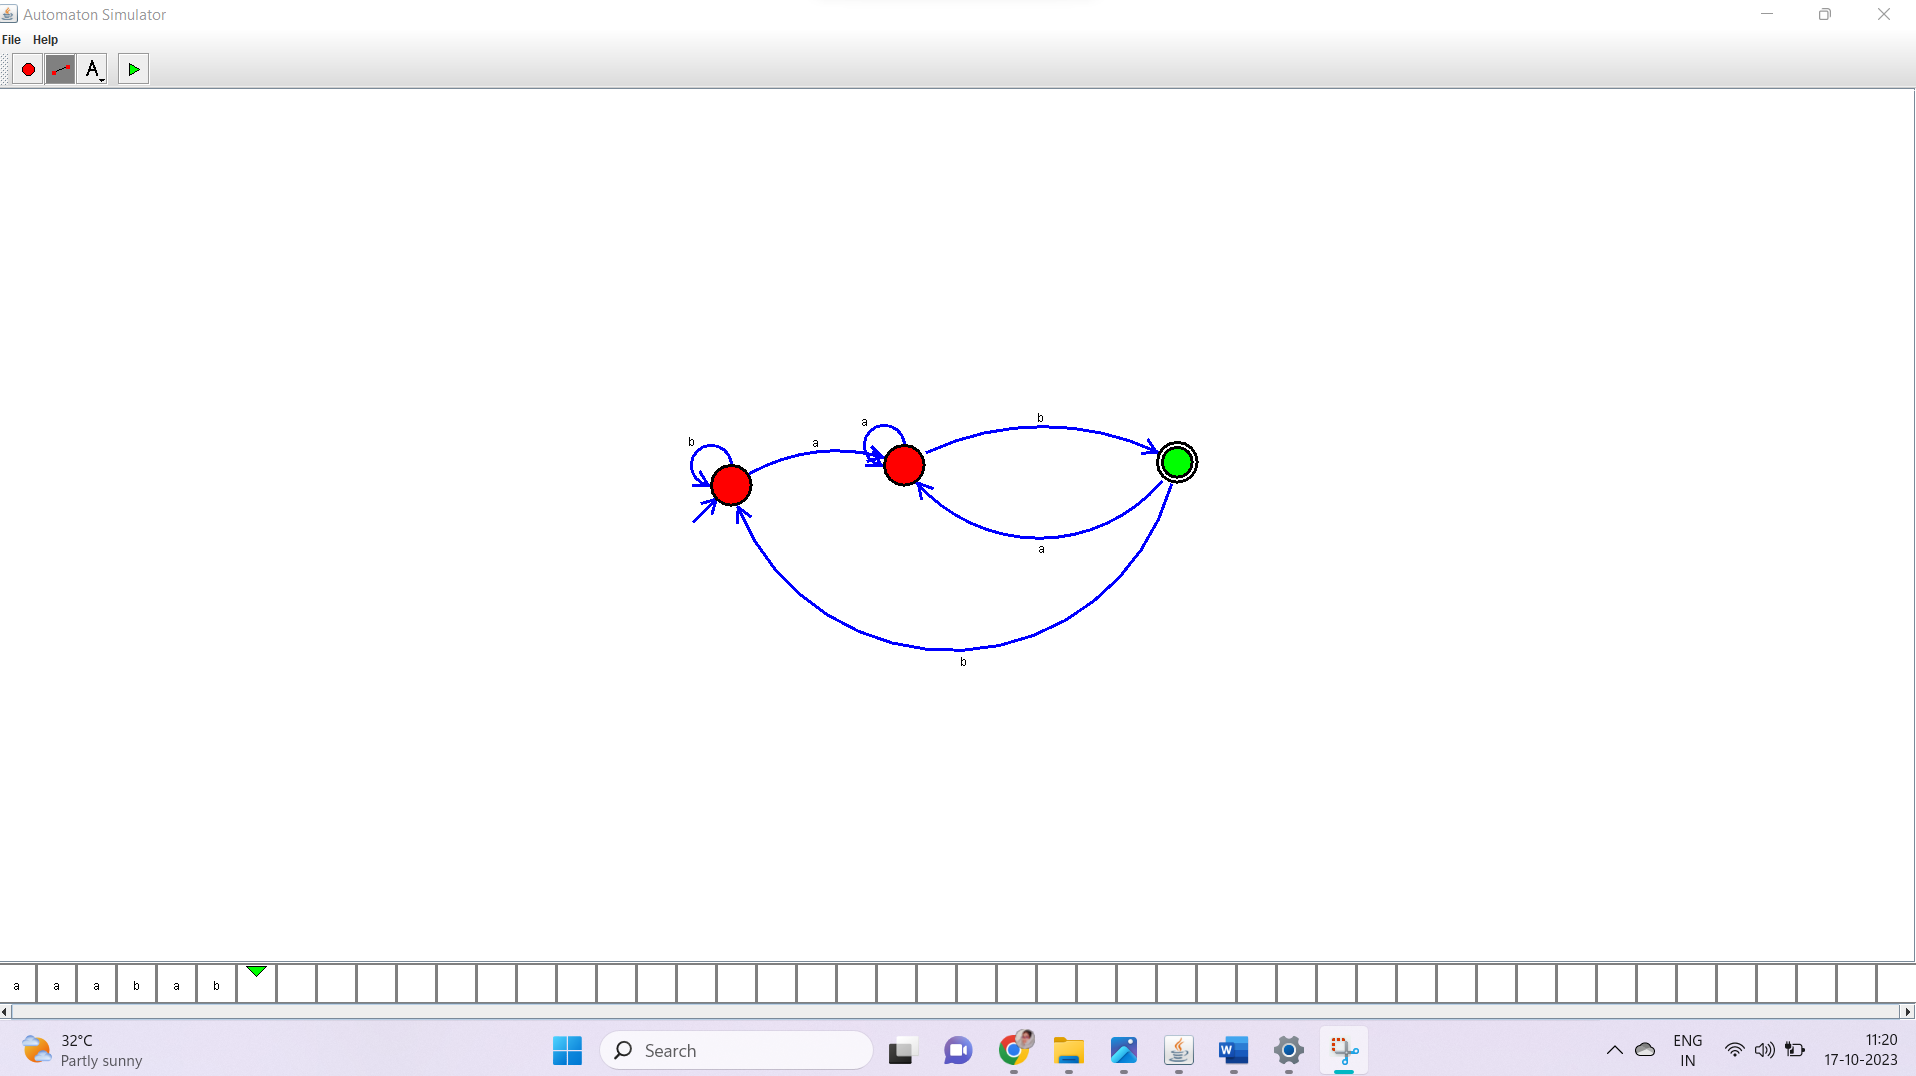 Automaton Simulator
File Help
A
b
a
a
b
a
b
a a a b a b
32°C
Partly sunny
Search
ENG
IN
11:20
17-10-2023